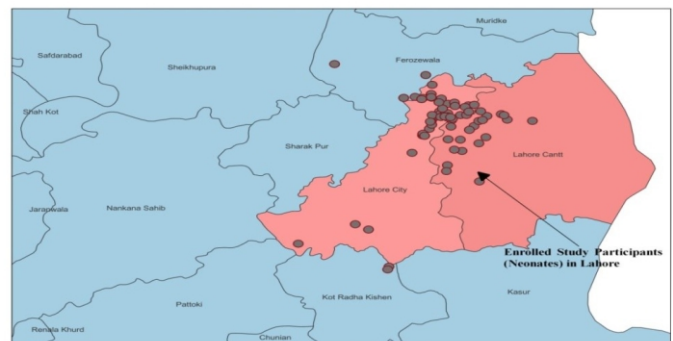 Muridke
Safdarabad
Ferozewala
Sheikhupura
Shah Kot
Sharak Pur
Lahore Cantt
Lahore City
Jaranwala
Nankana Sahib
Enrolled Study Participants
(Neonates) in Lahore
Kasur
Kot Radha Kishen
Pattoki
Renala Khurd
Chunian